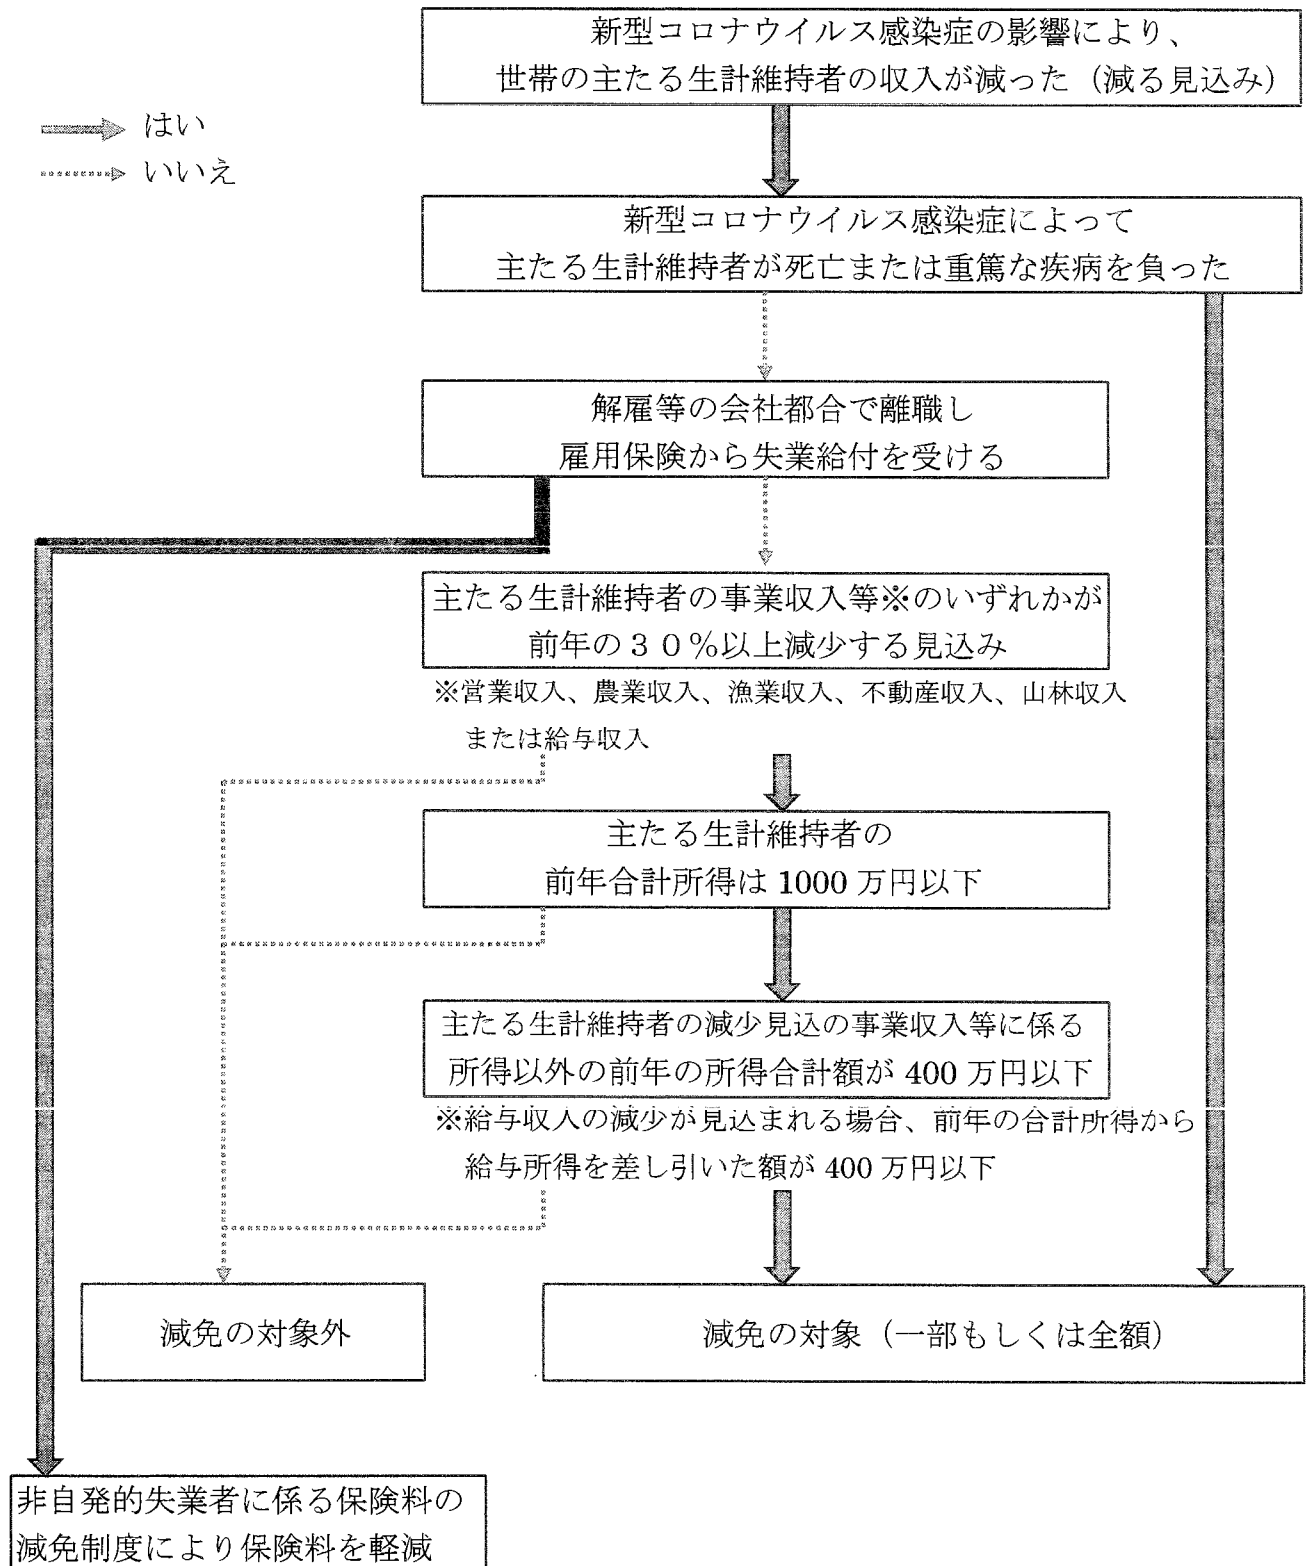 新型コロナウイルス感染症の影響により、
世帯の主たる生計維持者の収入が減った（減る見込み）
はい
いいえ
新型コロナウイルス感染症によって
主たる生計維持者が死亡または重篤な疾病を負った
解雇等の会社都合で離職し
雇用保険から失業給付を受ける
主たる生計維持者の事業収入等※のいずれかが
前年の３０％以上減少する見込み
※営業収入、農業収入、漁業収入、不動産収入、山林収入
または給与収入
主たる生計維持者の
前年合計所得は 1000 万円以下
主たる生計維持者の減少見込の事業収入等に係る
所得以外の前年の所得合計額が 400 万円以下
※給与収入の減少が見込まれる場合、前年の合計所得から
給与所得を差し引いた額が 400 万円以下
減免の対象外
減免の対象（一部もしくは全額）
非自発的失業者に係る保険料の
減免制度により保険料を軽減